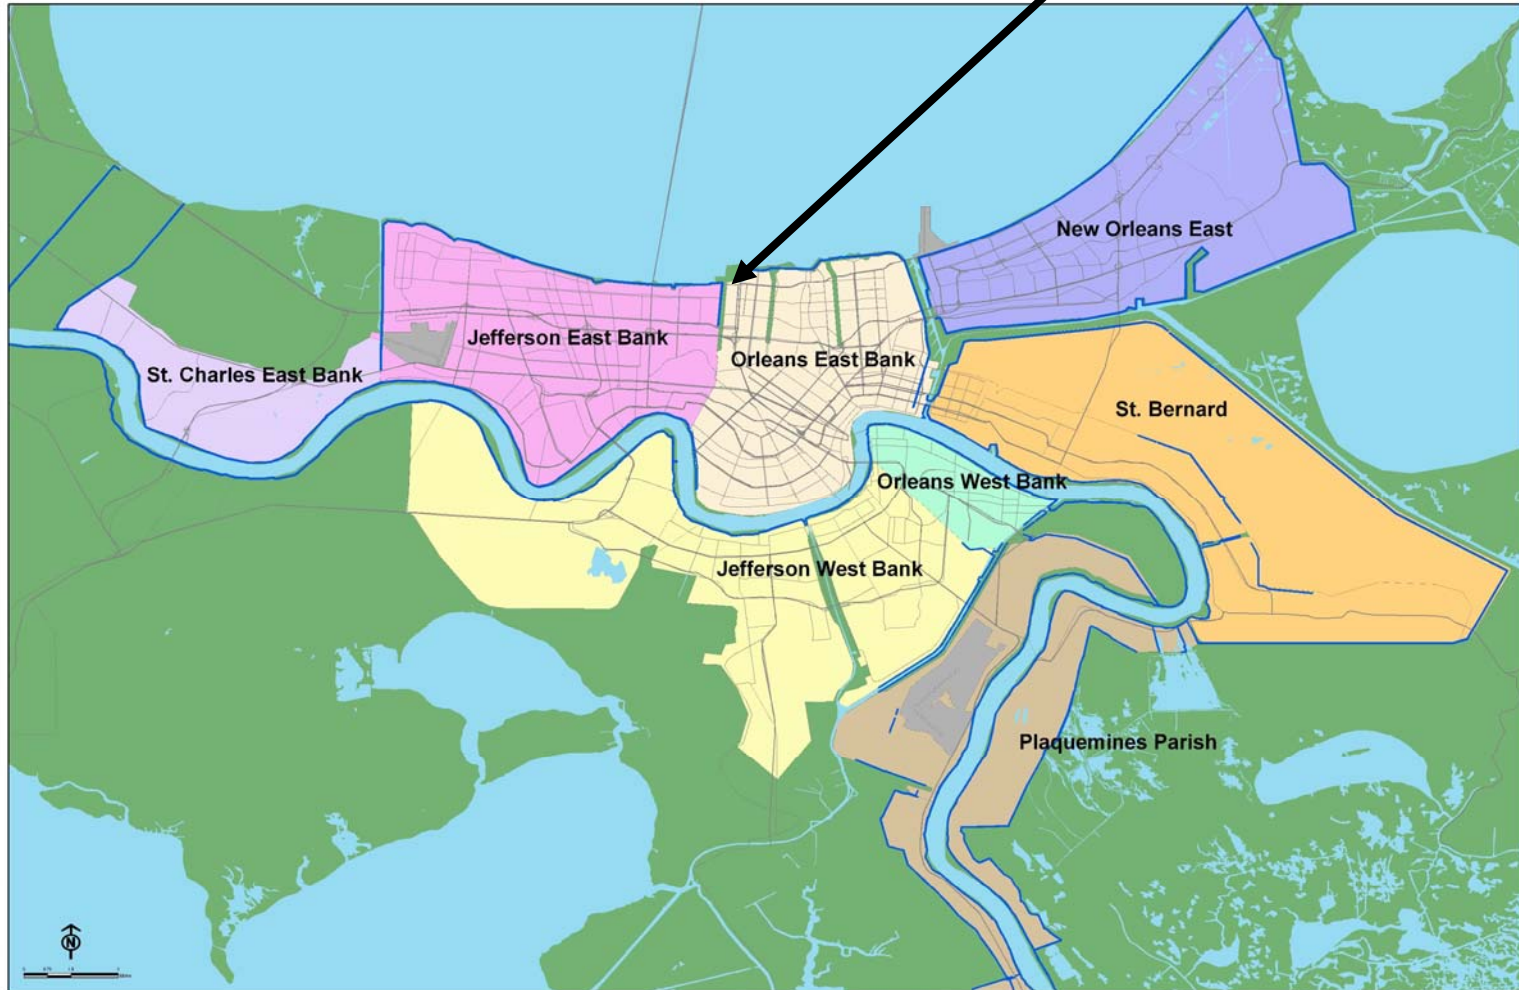 New Orleans East
Jefferson East Bank
Orleans East Bank
St. Charles East Bank
St. Bernard
Orleans West Bank
Jefferson West Bank
Plaquemines Parish
N